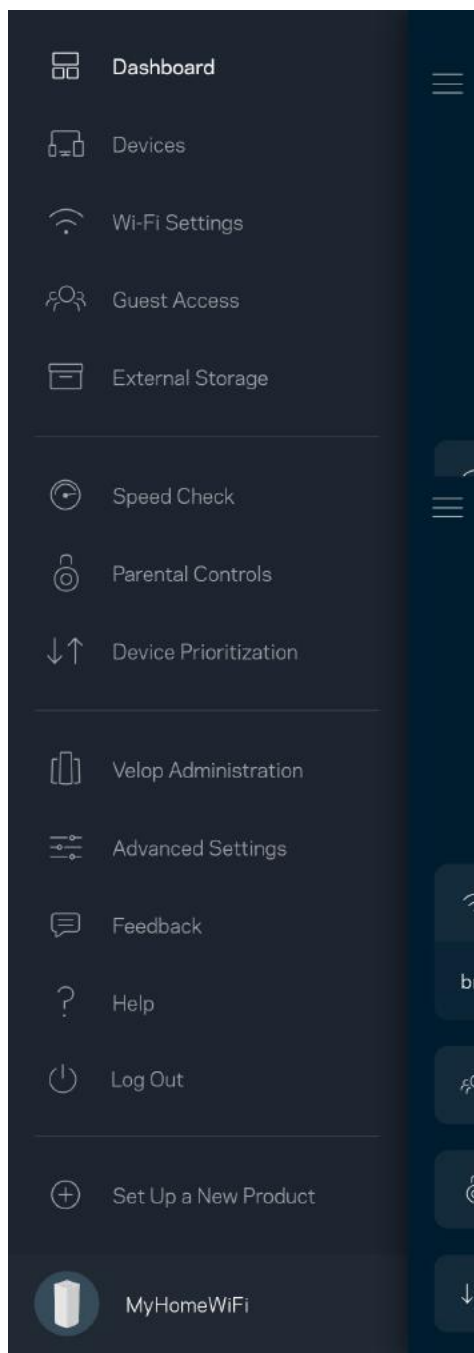 Dashboard
Devices
Wi-Fi Settings
Guest Access
External Storage
Speed Check
Parental Controls
Device Prioritization
Velop Administration
Advanced Settings
Feedback
Help
Log Out
Set Up a New Product
MyHomeWiFi